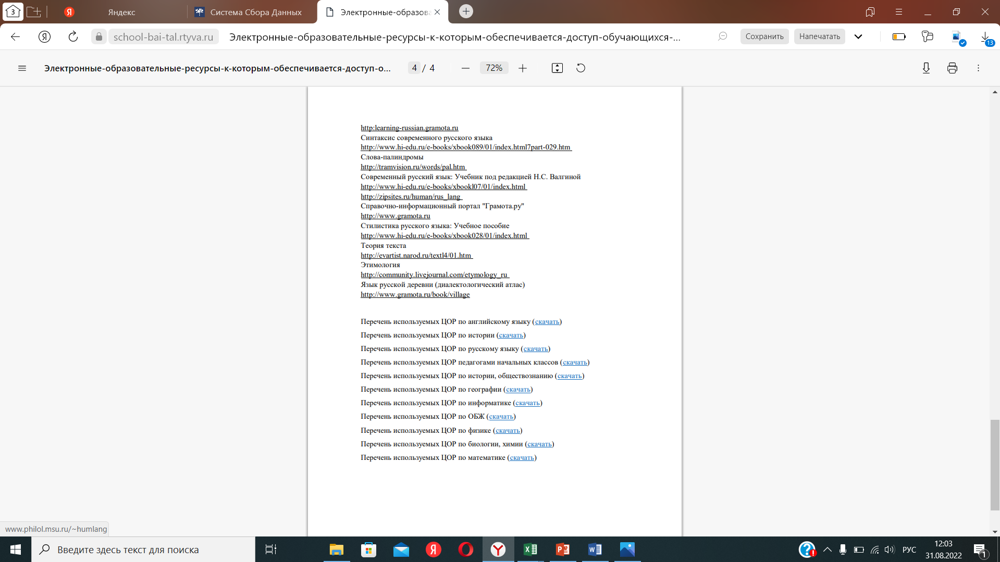 3
Яндекс
Система Сбора Данных
Электронные-образова
school-bai-tal.rtyva.ru
Электронные-образовательные-ресурсы-к-которым-обеспечивается-доступ-обучающихся-...
Сохранить
Напечатать
13
Электронные-образовательные-ресурсы-к-которым-обеспечивается-доступ-о...
4 / 4
72%
http:learning-russian.gramota.ru
Синтаксис современного русского языка
http://www.hi-edu.ru/e-books/xbook089/01/index.html7part-029.htm
Слова-палиндромы
http://tramvision.ru/words/pal.htm
Современный русский язык: Учебник под редакцией Н.С. Валгиной
http://www.hi-edu.ru/e-books/xbookl07/01/index.html
http://zipsites.ru/human/rus_lang
Справочно-информационный портал "Грамота.ру"
http://www.gramota.ru
Стилистика русского языка: Учебное пособие
http://www.hi-edu.ru/e-books/xbook028/01/index.html
Теория текста
http://evartist.narod.ru/textl4/01.htm
Этимология
http://community.livejournal.com/etymology_ru
Язык русской деревни (диалектологический атлас)
http://www.gramota.ru/book/village
Перечень используемых ЦОР по английскому языку (скачать)
Перечень используемых ЦОР по истории (скачать)
Перечень используемых ЦОР по русскому языку (скачать)
Перечень используемых ЦОР педагогами начальных классов (скачать)
Перечень используемых ЦОР по истории, обществознанию (скачать)
Перечень используемых ЦОР по географии (скачать)
Перечень используемых ЦОР по информатике (скачать)
Перечень используемых ЦОР по ОБЖ (скачать)
Перечень используемых ЦОР по физике (скачать)
Перечень используемых ЦОР по биологии, химии (скачать)
Перечень используемых ЦОР по математике (скачать)
www.philol.msu.ru/~humlang
Введите здесь текст для поиска
РУС
12:03
31.08.2022
1